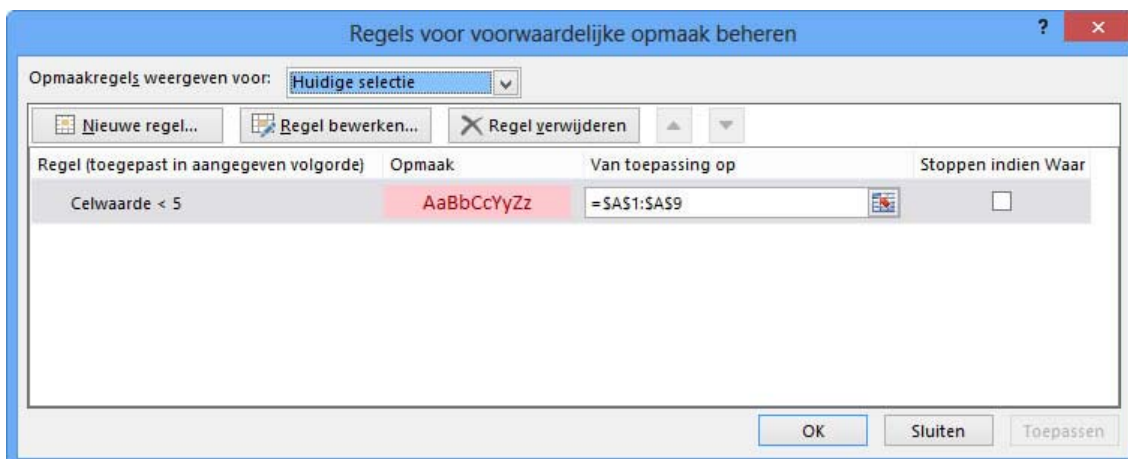 Regels voor voorwaardelijke opmaak beheren ? ×
Opmaakregels weergeven voor: Huidige selectie
Nieuwe regel... Regel bewerken... Regel verwijderen
Regel (toegepast in aangegeven volgorde) Opmaak Van toepassing op Stoppen indien Waar
Celwaarde < 5 AaBbCcYyZz =$A$1:$A$9
OK Sluiten Toepassen